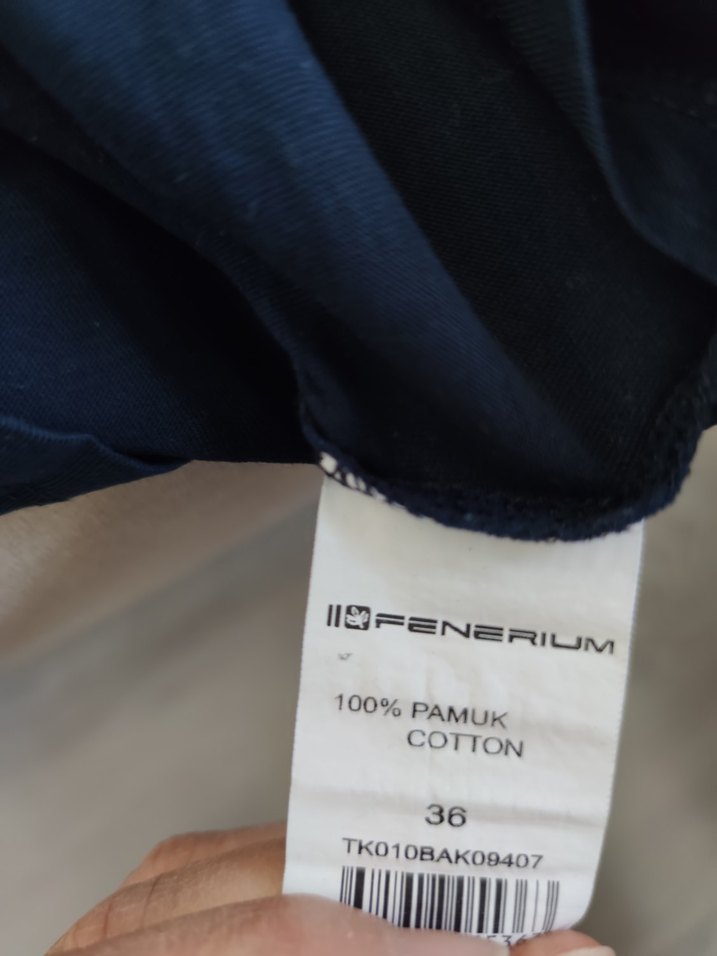 FENERIUM
100% PAMUK
COTTON
36
TK010BAK09407